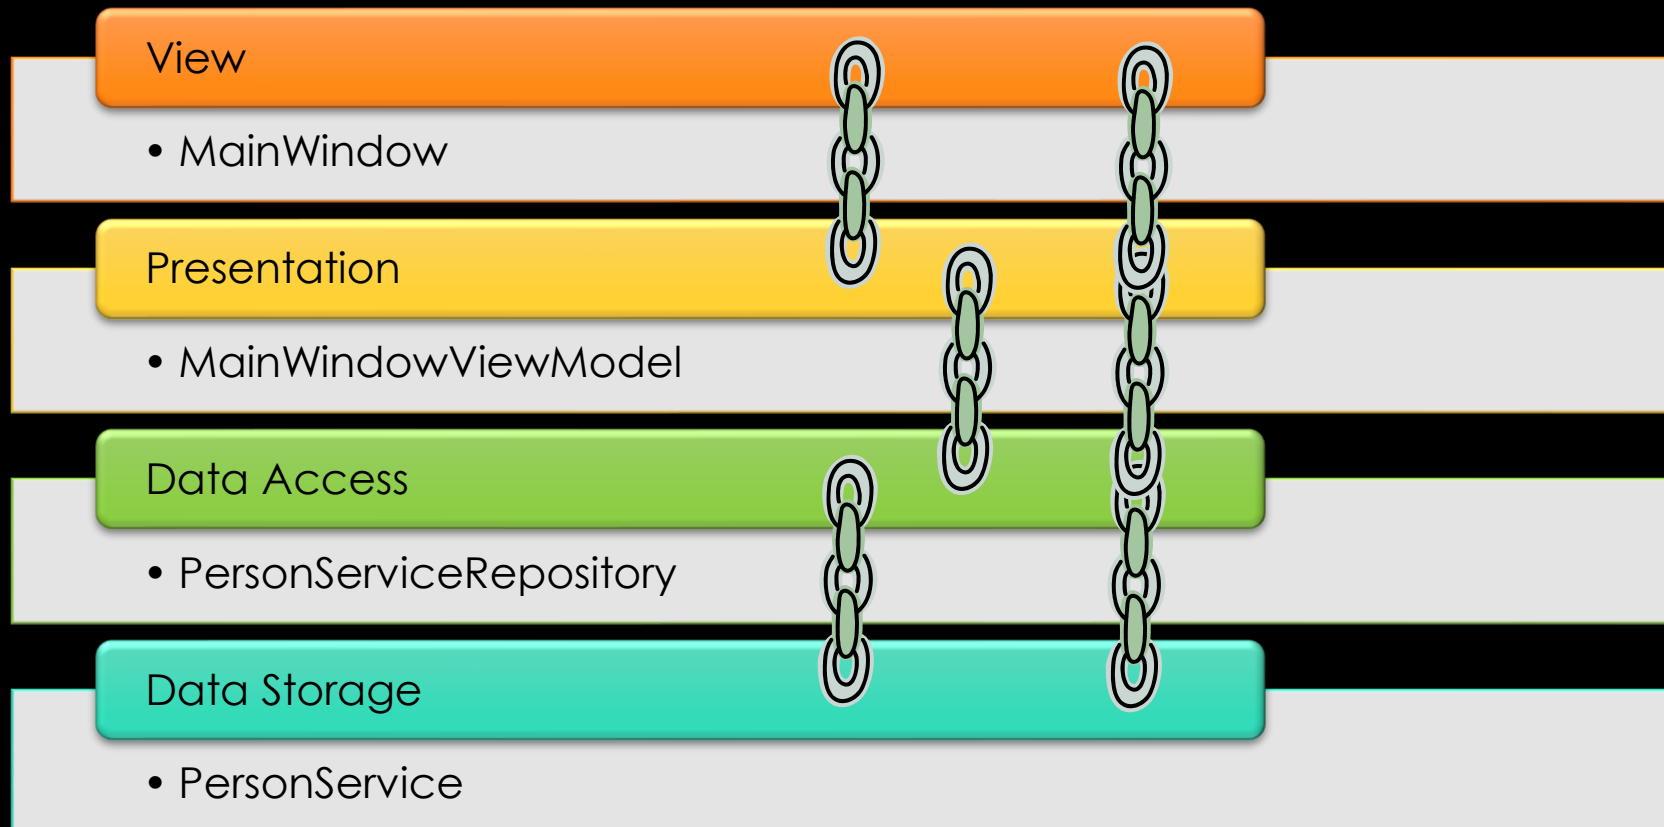 View
• MainWindow
Presentation
• MainWindowViewModel
Data Access
• PersonServiceRepository
Data Storage
• PersonService